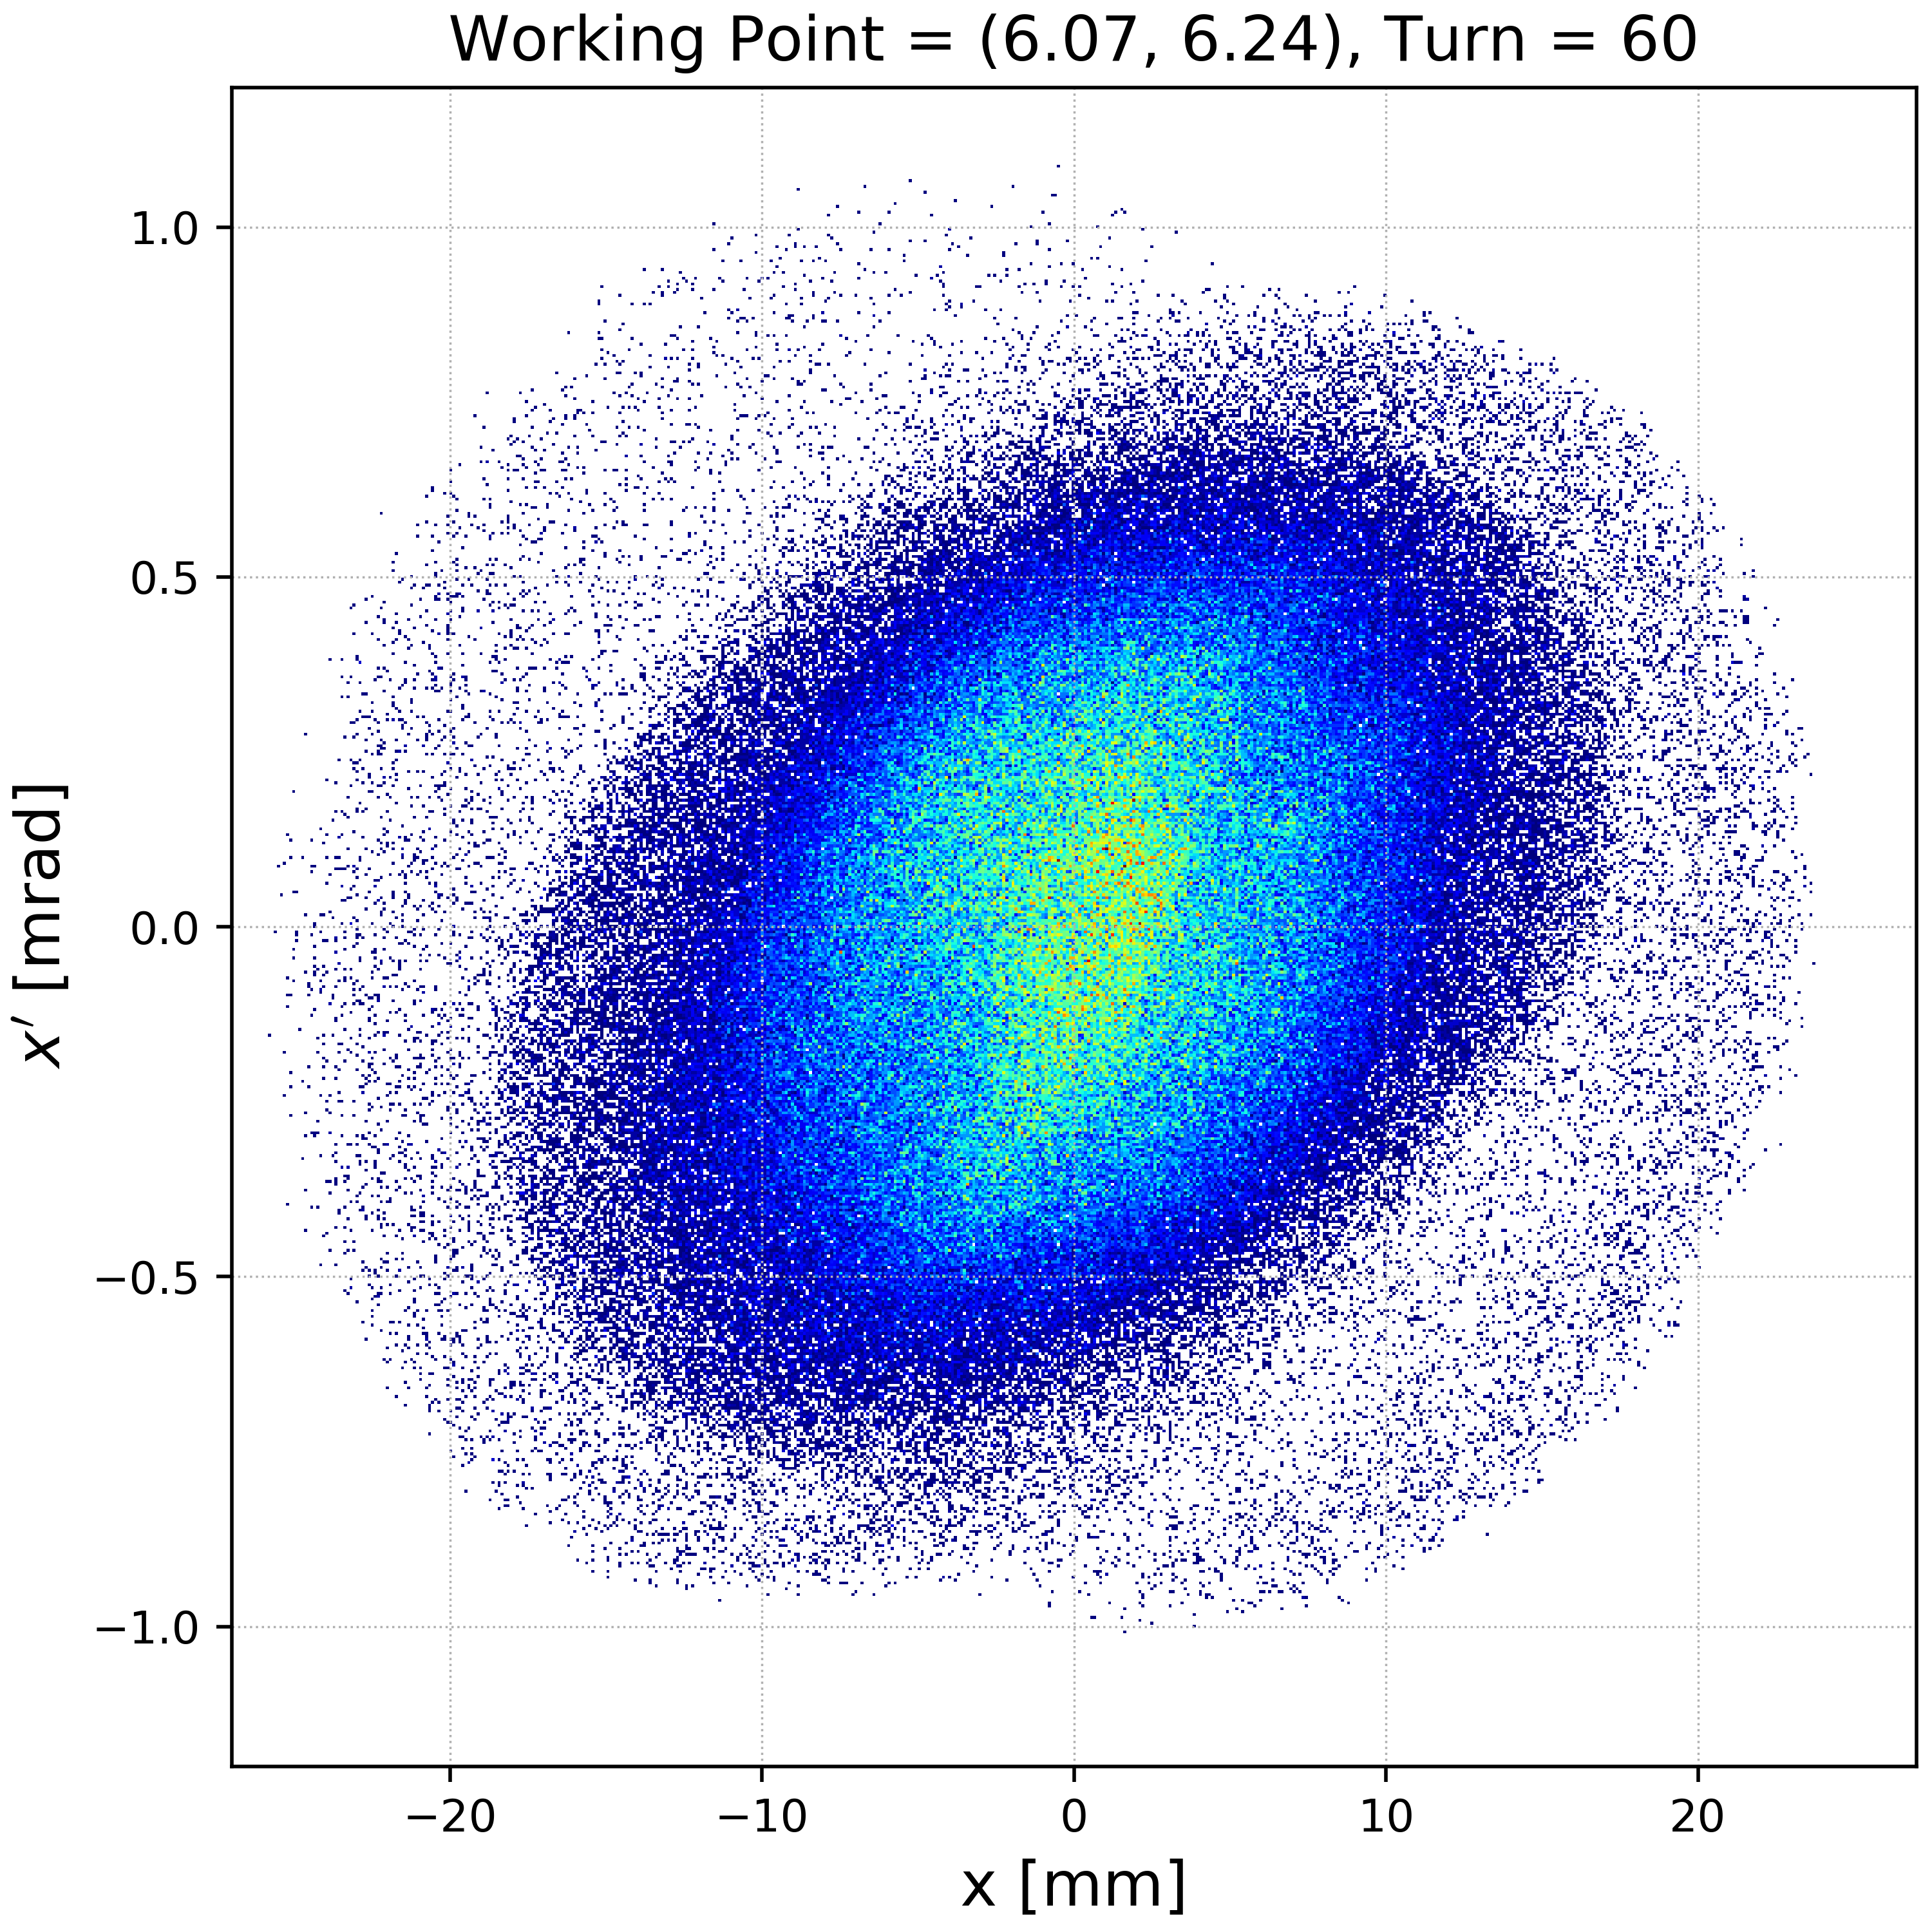 Working Point = (6.07, 6.24), Turn = 60
1.0
0.5
0.0
−0.5
−1.0
x′ [mrad]
−20 −10 0 10 20
x [mm]